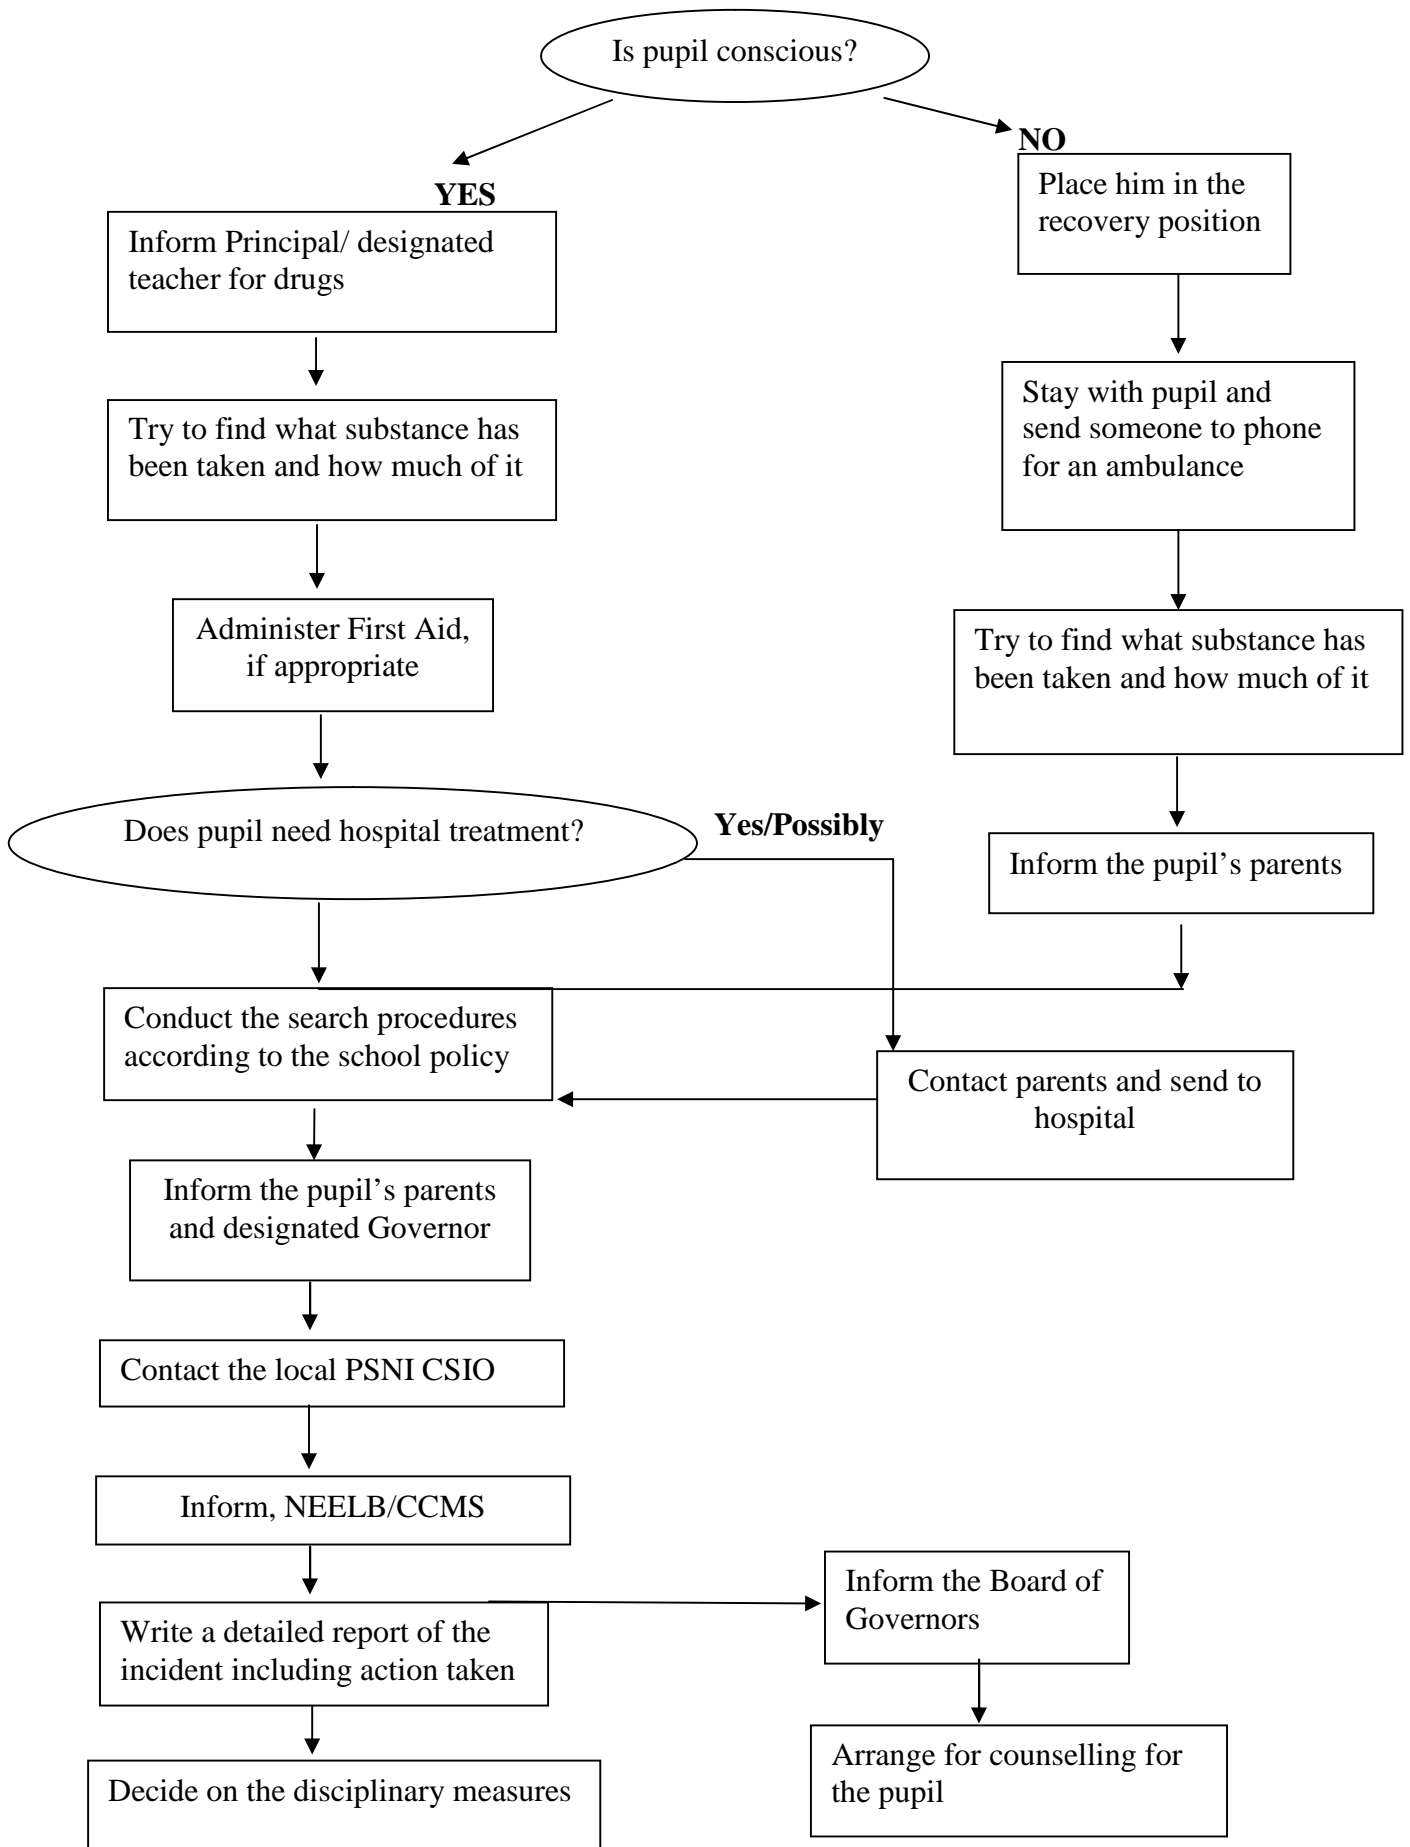 Is pupil conscious?
NO
YES
Place him in the
recovery position
Inform Principal/ designated
teacher for drugs
Stay with pupil and
send someone to phone
for an ambulance
Try to find what substance has
been taken and how much of it
Administer First Aid,
if appropriate
Try to find what substance has
been taken and how much of it
Does pupil need hospital treatment?
Yes/Possibly
Inform the pupil’s parents
Conduct the search procedures
according to the school policy
Contact parents and send to
hospital
Inform the pupil’s parents
and designated Governor
Contact the local PSNI CSIO
Inform, NEELB/CCMS
Inform the Board of
Governors
Write a detailed report of the
incident including action taken
Arrange for counselling for
the pupil
Decide on the disciplinary measures